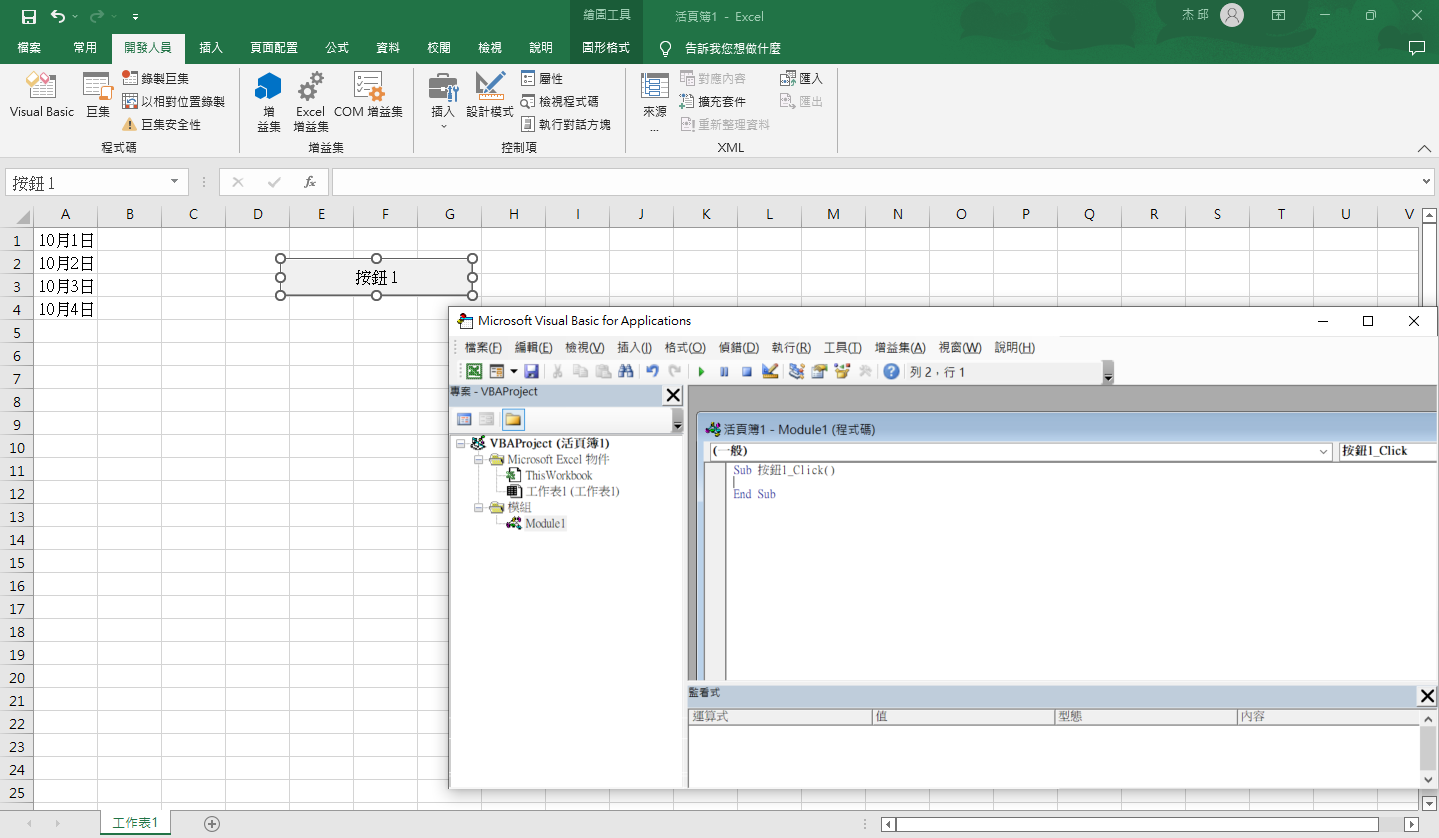 繪圖工具
活頁簿1 - Excel
杰 邱
檔案 常用 開發人員 插入 頁面配置 公式 資料 校閱 檢視 說明 圖形格式 告訴我您想做什麼
Visual Basic
巨集
錄製巨集
以相對位置錄製
巨集安全性
程式碼
增
益集
Excel
增益集
COM 增益集
增益集
插入
設計模式
屬性
檢視程式碼
執行對話方塊
控制項
來源
...
對應內容
擴充套件
重新整理資料
匯入
匯出
XML
按鈕 1
fx
A B C D E F G H I J K L M N O P Q R S T U V
1 10月1日
2 10月2日
3 10月3日
4 10月4日
按鈕 1
5
6
7
8
9
10
11
12
13
14
15
16
17
18
19
20
21
22
23
24
25
Microsoft Visual Basic for Applications
檔案(F) 編輯(E) 檢視(V) 插入(I) 格式(O) 偵錯(D) 執行(R) 工具(T) 增益集(A) 視窗(W) 說明(H)
列 2，行 1
專案 - VBAProject
VBAProject (活頁簿1)
Microsoft Excel 物件
ThisWorkbook
工作表1 (工作表1)
模組
Module1
活頁簿1 - Module1 (程式碼)
(一般)
按鈕1_Click
Sub 按鈕1_Click()
End Sub
監看式
運算式 值 型態 內容
工作表1